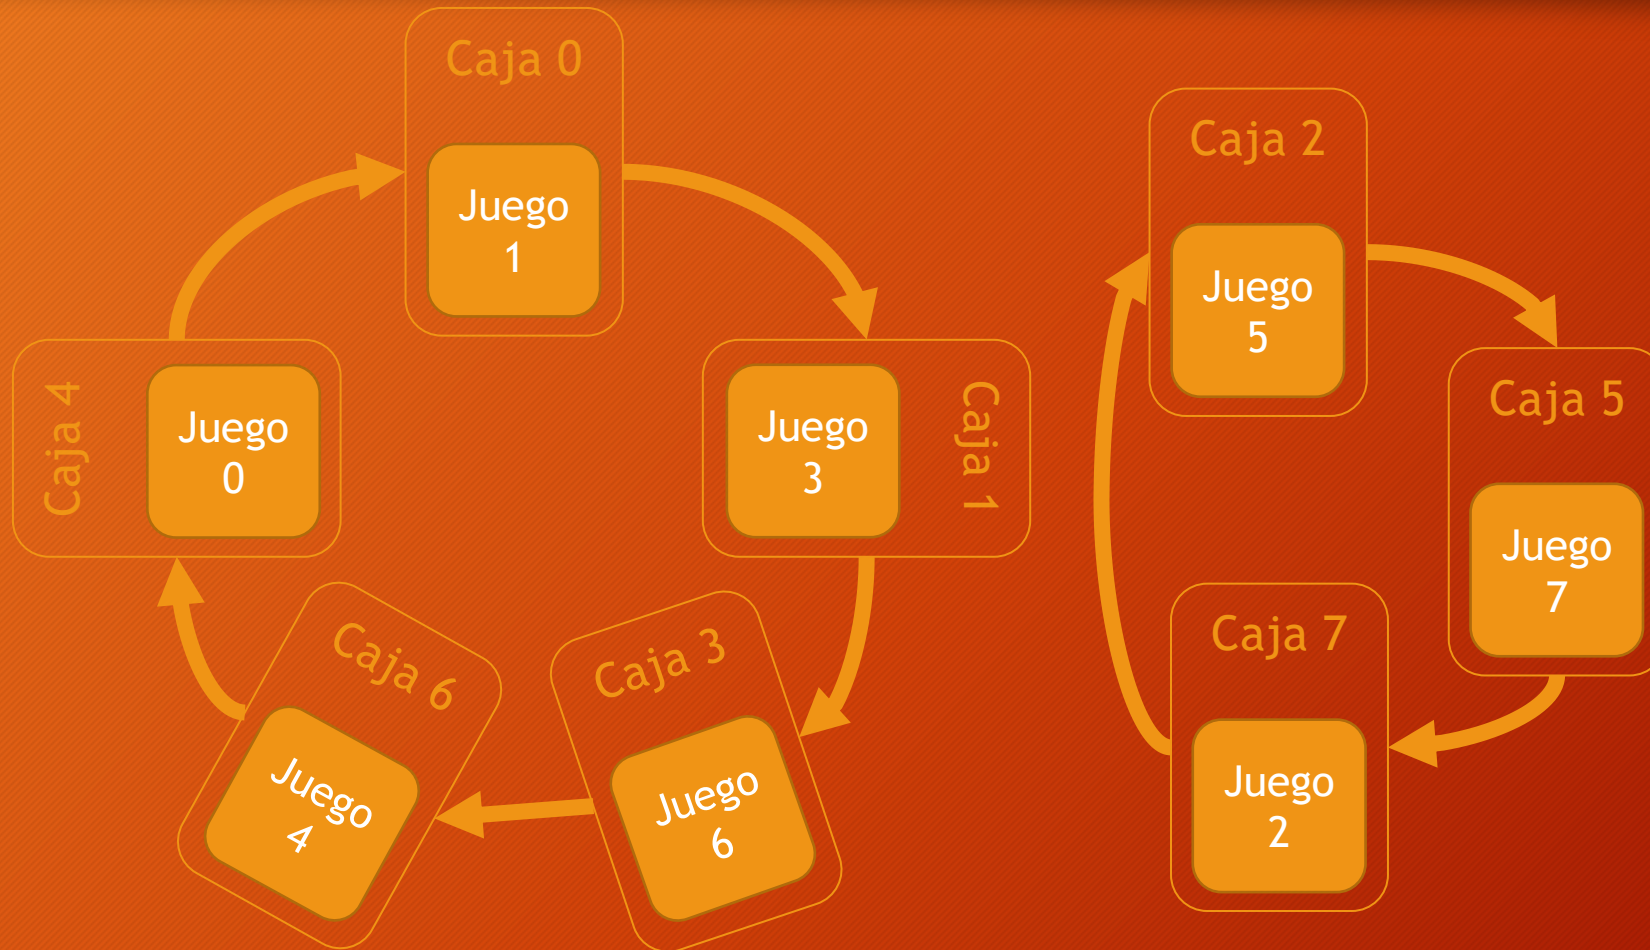 Caja 0
Juego
1
Caja 4
Juego
0
Juego
3
Caja 1
Caja 6
Juego
4
Caja 3
Juego
6
Caja 2
Juego
5
Caja 5
Juego
7
Caja 7
Juego
2